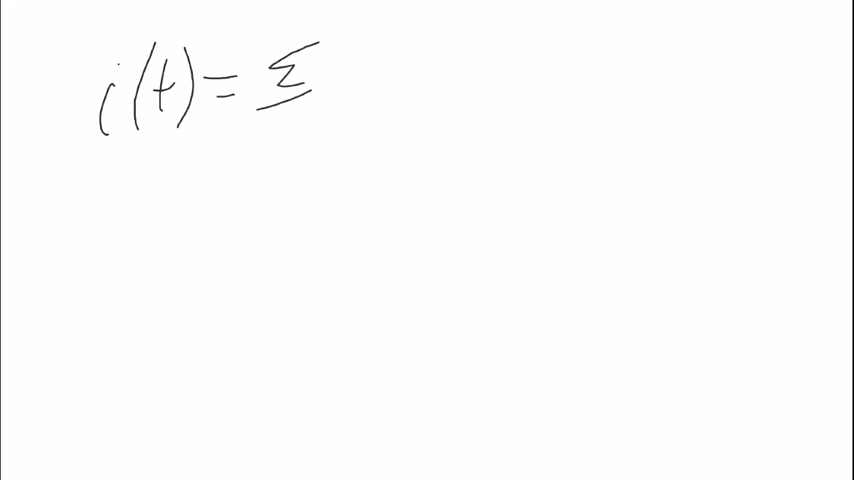 i(t) = Σ